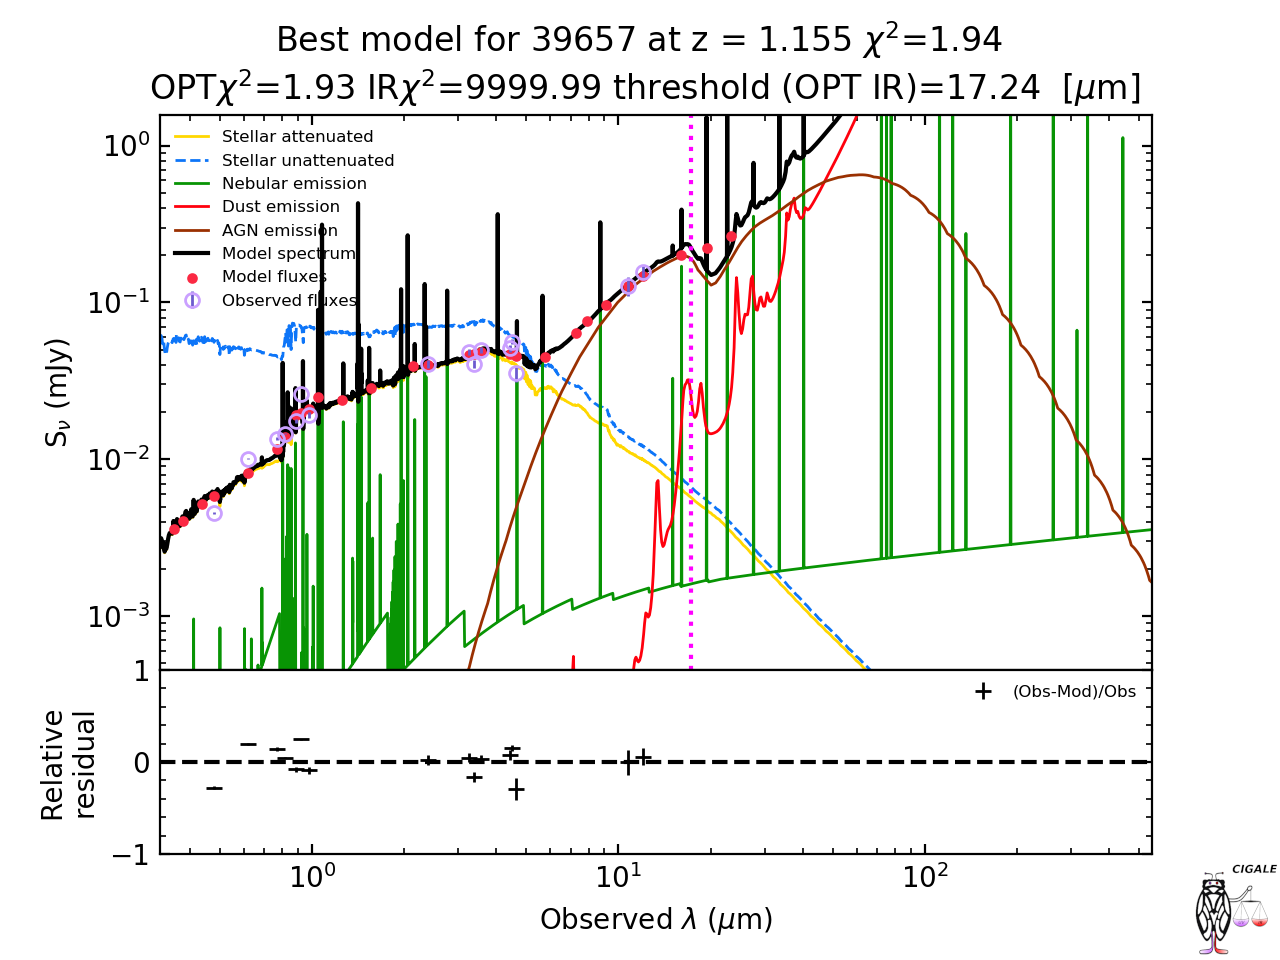 Best model for 39657 at z = 1.155 χ²=1.94
OPTχ²=1.93 IRχ²=9999.99 threshold (OPT IR)=17.24 [μm]
Stellar attenuated
Stellar unattenuated
Nebular emission
Dust emission
AGN emission
Model spectrum
Model fluxes
Observed fluxes
10⁰
10⁻¹
10⁻²
10⁻³
S_ν (mJy)
1
0
−1
Relative
residual
(Obs-Mod)/Obs
10⁰ 10¹ 10²
Observed λ (μm)
CIGALE